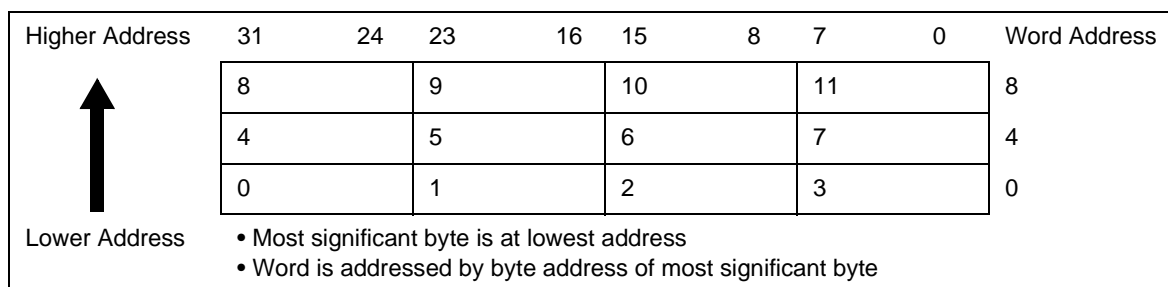 Higher Address 31 24 23 16 15 8 7 0 Word Address
8 9 10 11 8
4 5 6 7 4
0 1 2 3 0
Lower Address • Most significant byte is at lowest address
• Word is addressed by byte address of most significant byte